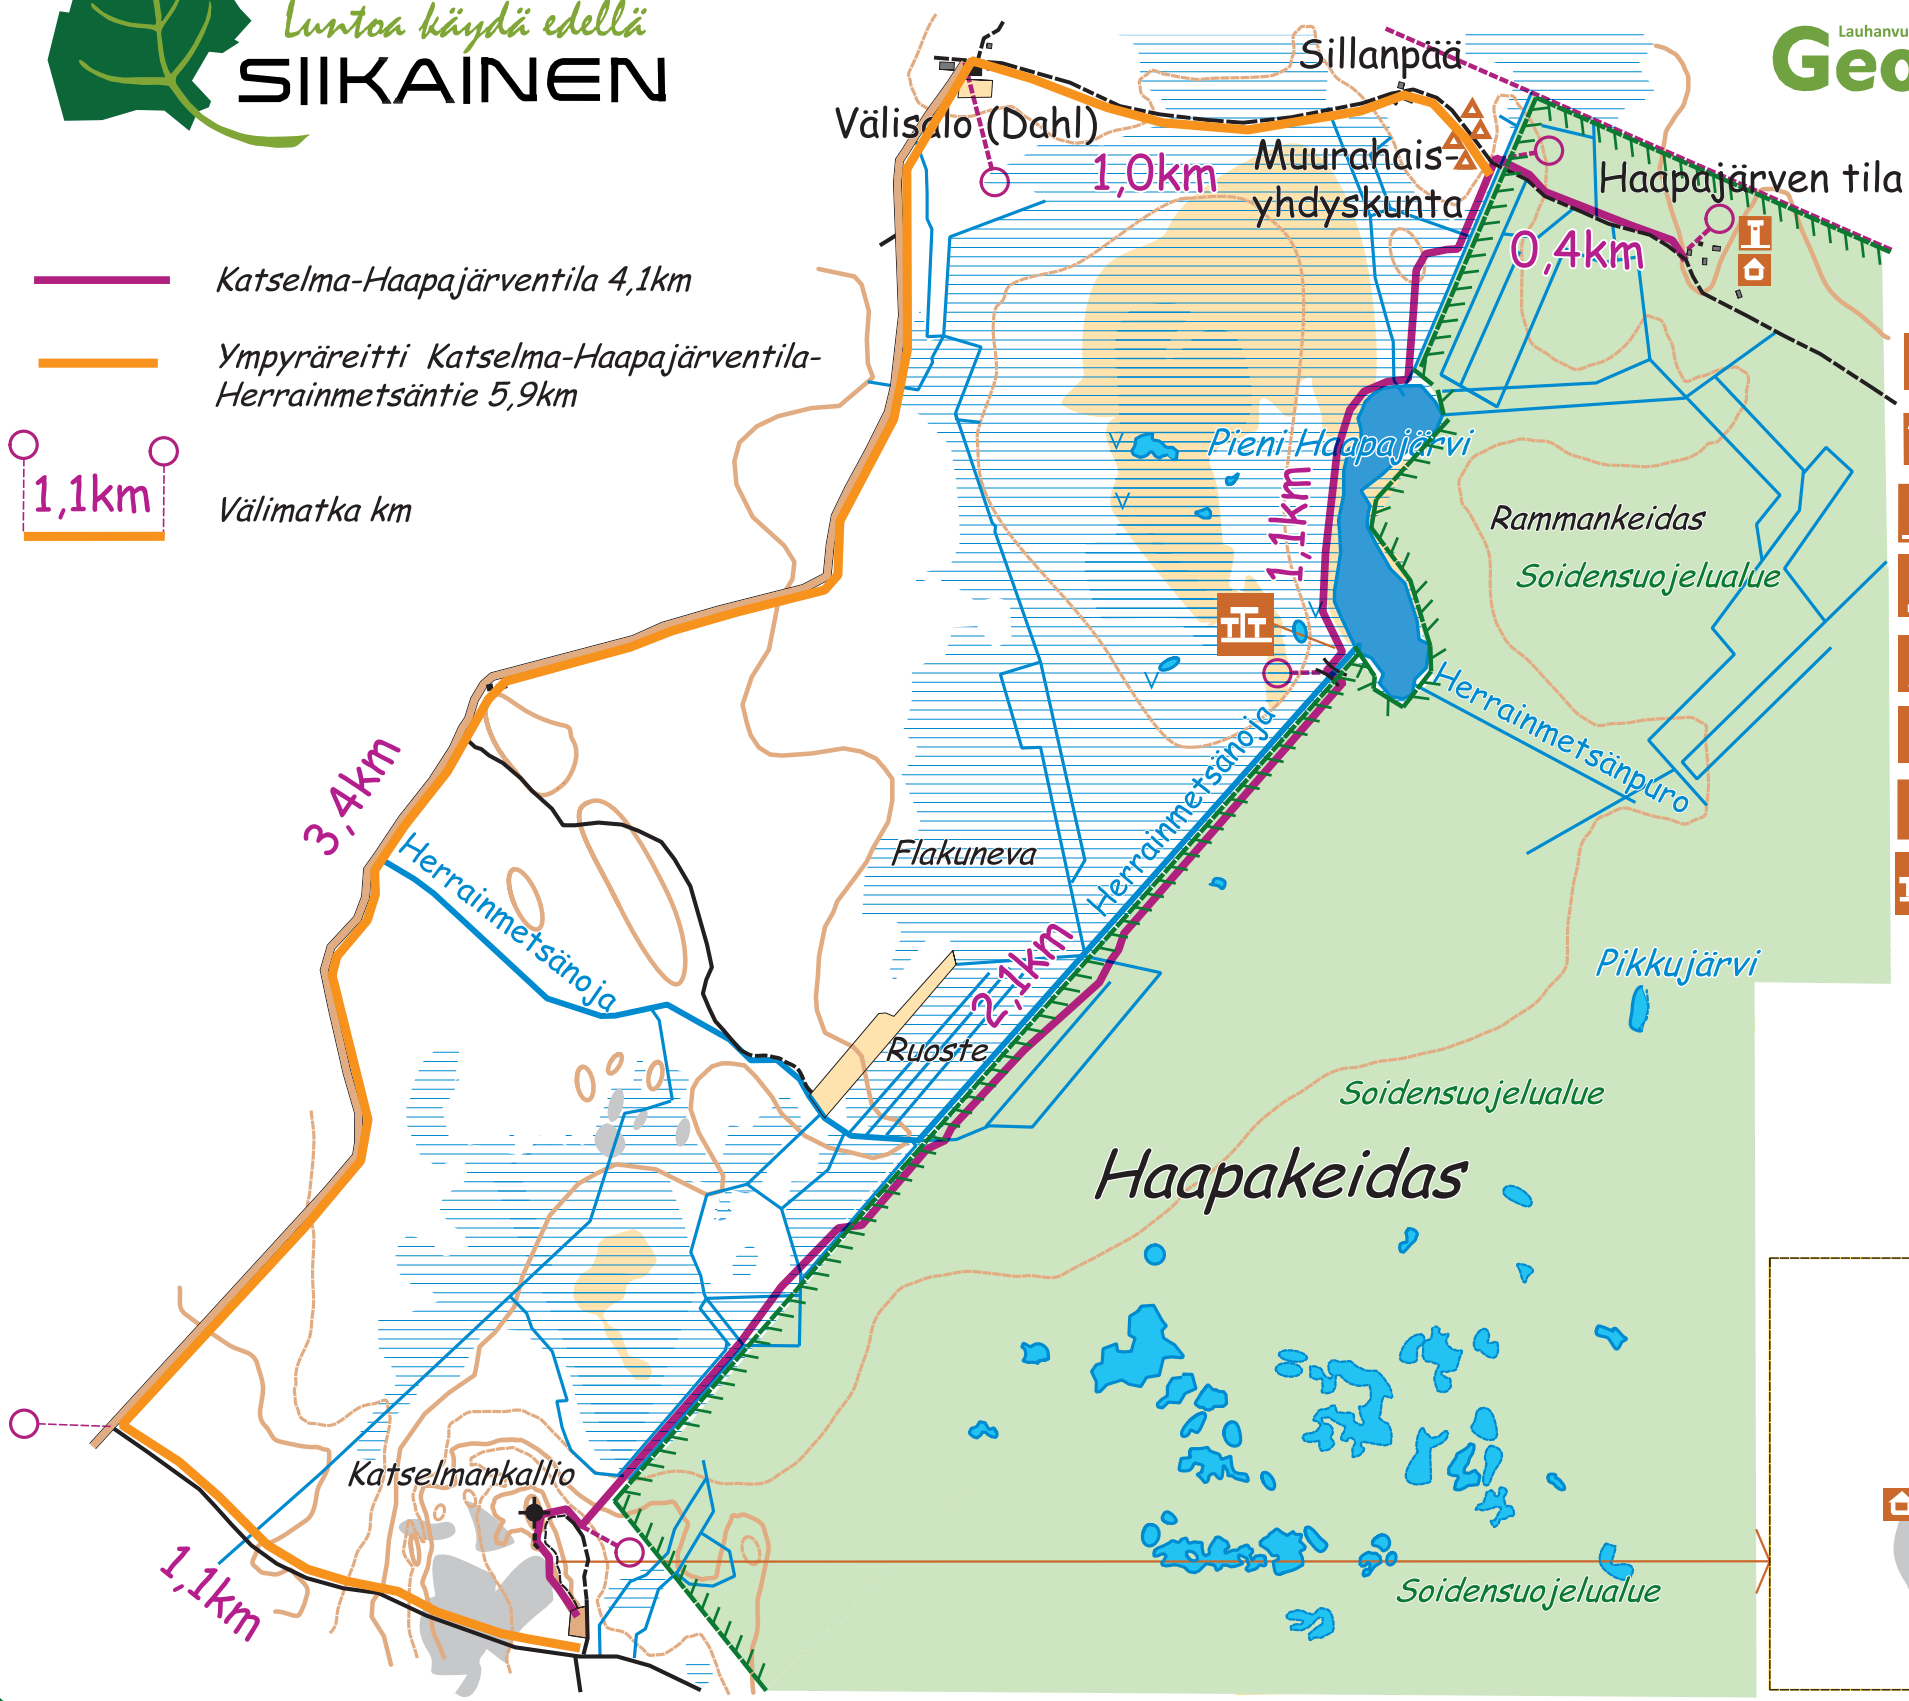 Luntoa käydä edellä
SIIKAINEN
Lauhanvu
Geo
Katselma-Haapajärventila 4,1km
Ympyräreitti Katselma-Haapajärventila-
Herrainmetsäntie 5,9km
1,1km
Välimatka km
Sillanpää
Välisalo (Dahl)
1,0km
Muurahais-
yhdyskunta
Haapajärven tila
0,4km
Pieni Haapajärvi
1,1km
Rammankeidas
Soidensuojelualue
Herrainmetsänpuro
Herrainmetsänoja
3,4km
Herrainmetsänoja
Flakuneva
2,1km
Ruoste
Pikkujärvi
Soidensuojelualue
Haapakeidas
Katselmankallio
1,1km
Soidensuojelualue